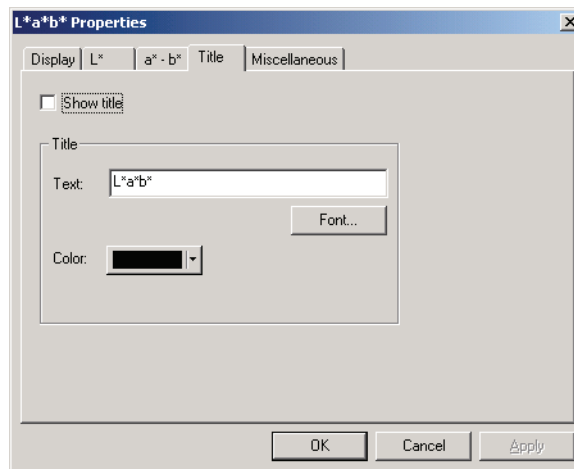 L*a*b* Properties
Display L* a* - b* Title Miscellaneous
Show title
Title
Text: L*a*b*
Font...
Color:
OK Cancel Apply